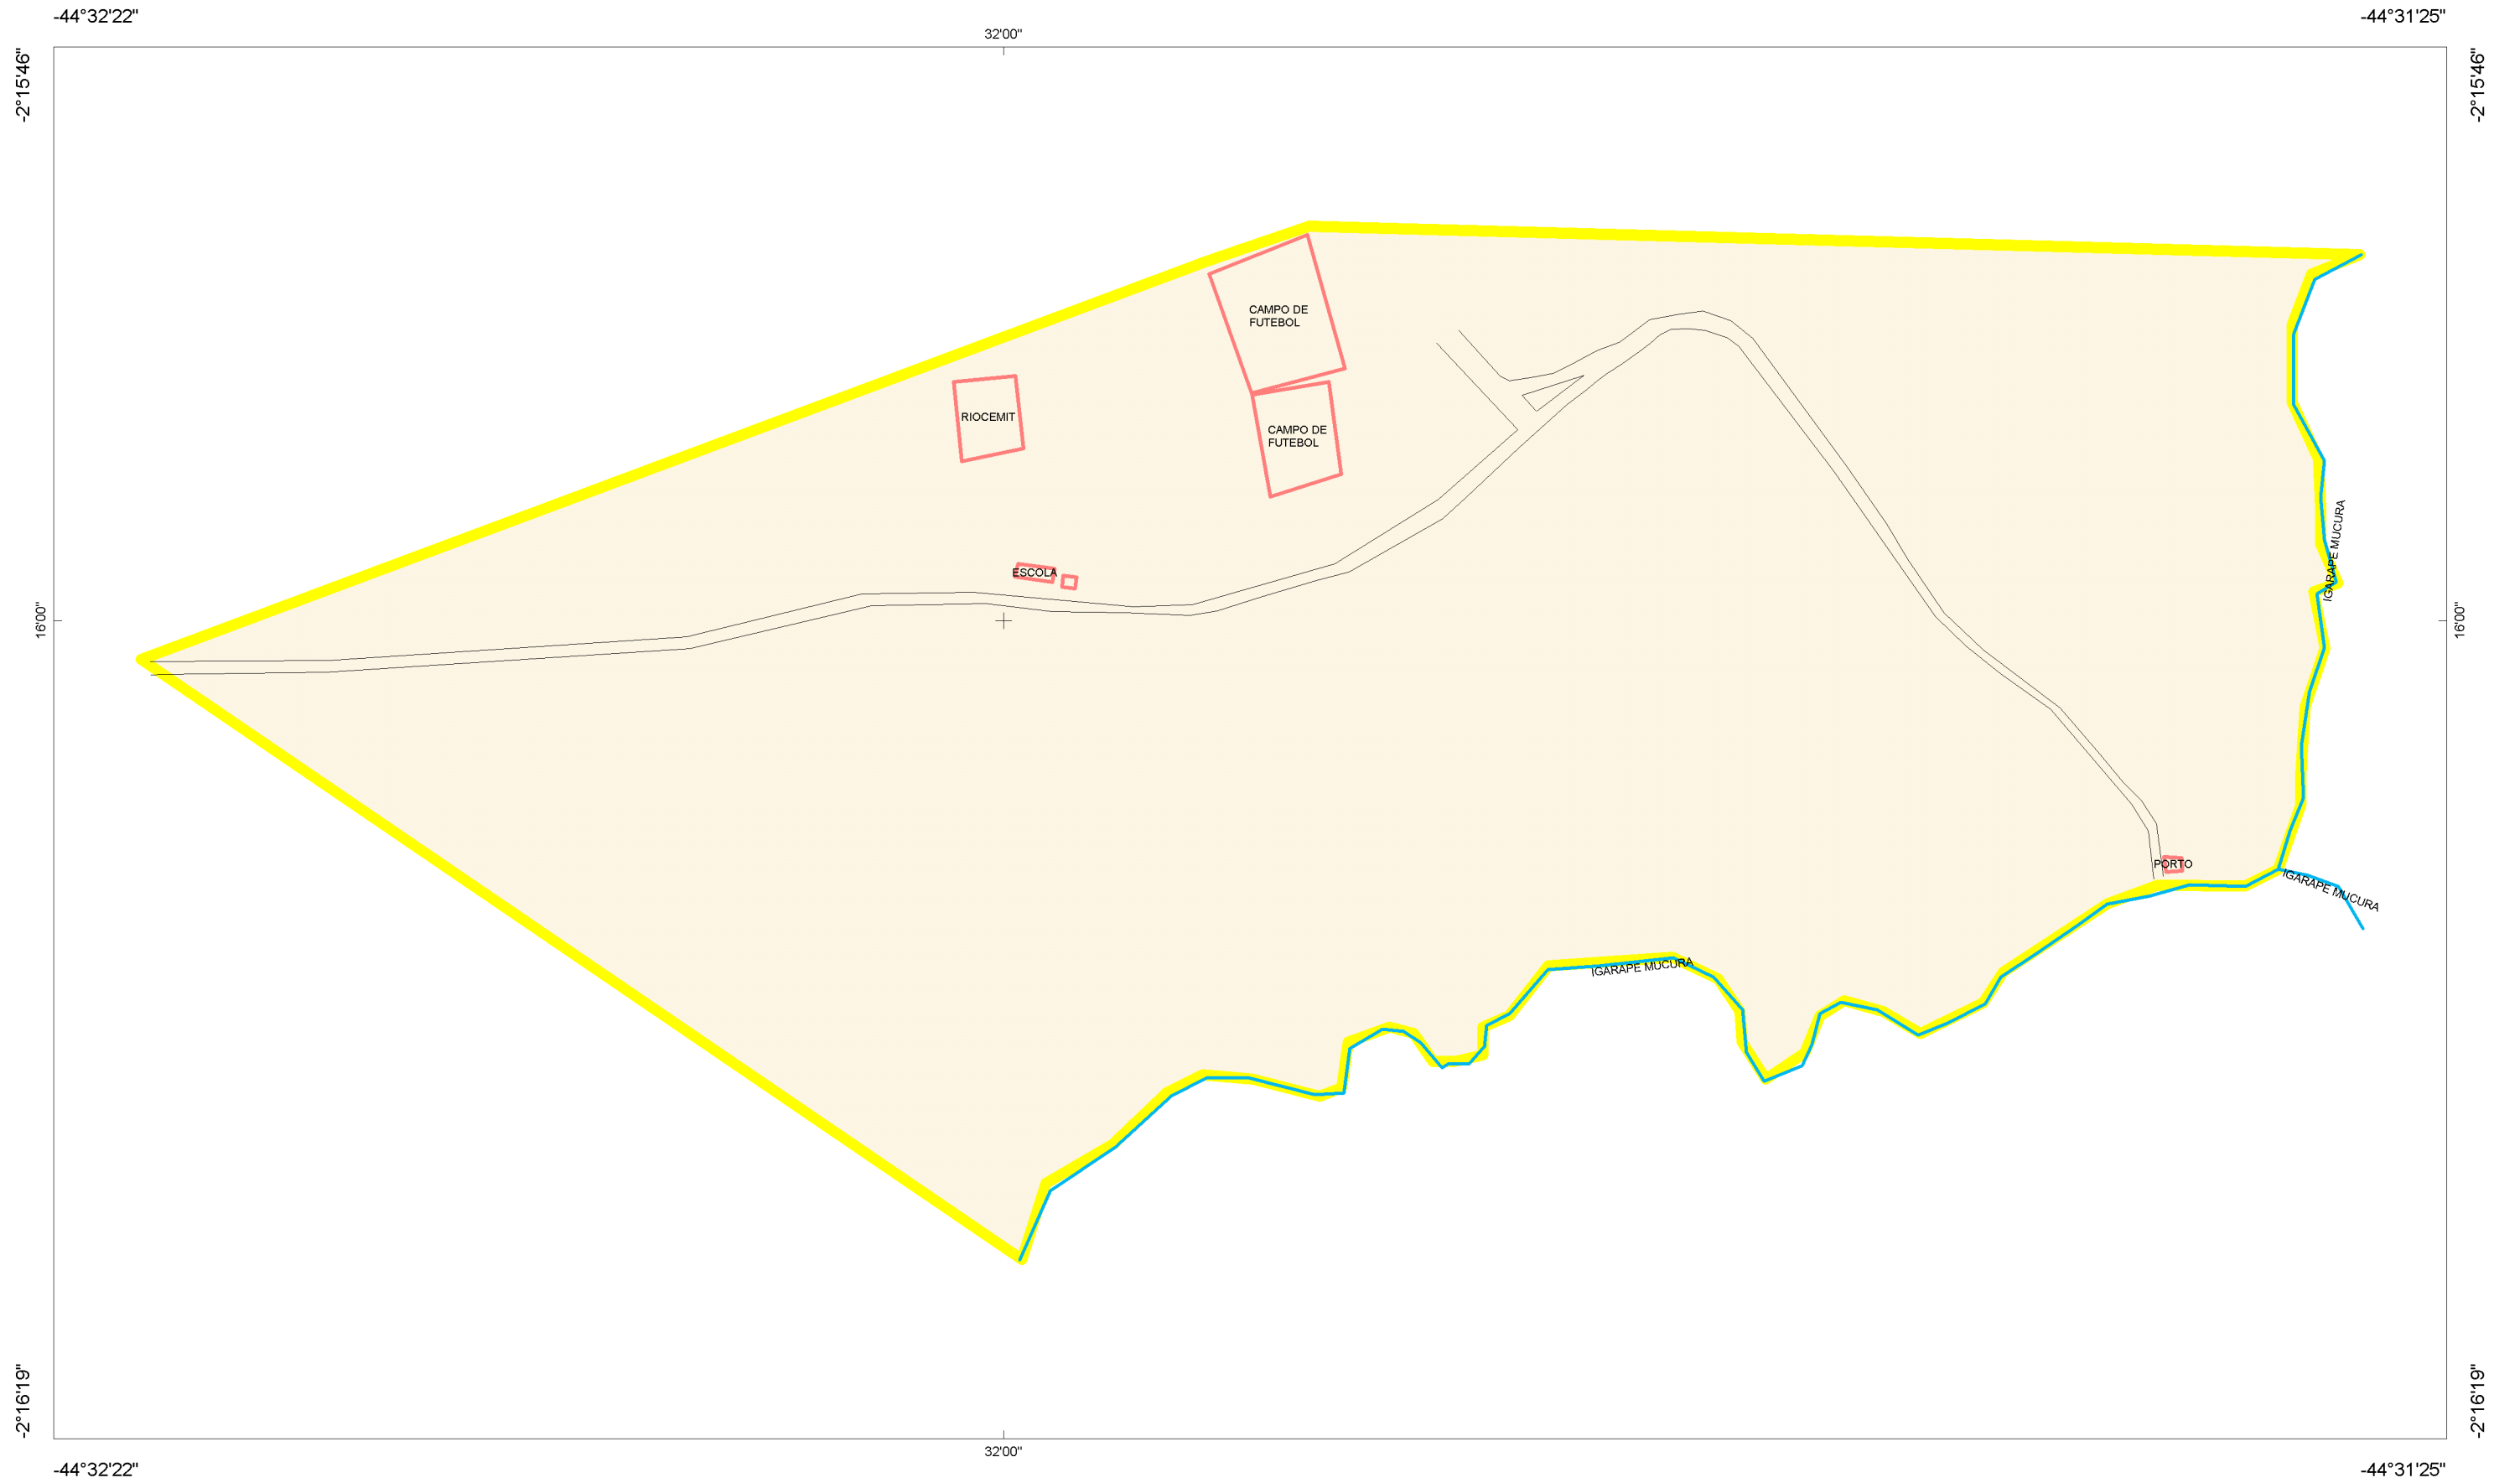 -44°32'22"
-44°31'25"
32'00"
-2°15'46"
-2°15'46"
CAMPO DE
FUTEBOL
RIOCEMIT
CAMPO DE
FUTEBOL
IGARAPE MUCURA
ESCOLA
16'00"
16'00"
PORTO
IGARAPE MUCURA
IGARAPE MUCURA
-2°16'19"
-2°16'19"
32'00"
-44°32'22"
-44°31'25"